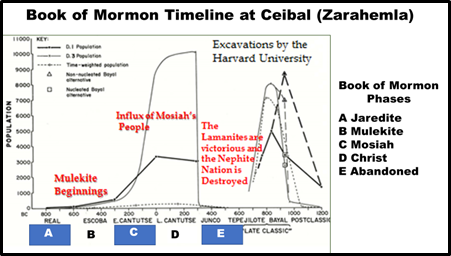 Book of Mormon Timeline at Ceibal (Zarahemla)
11000
10000
9000
8000
7000
6000
5000
4000
3000
2000
1000
0
POPULATION
D.1 Population
D.3 Population
Time-weighted population
Non-nucleated Bayal
alternative
Nucleated Bayal
alternative
Excavations by the
Harvard University
Influx of Mosiah's
People
Mulekite
Beginnings
The
Lamanites are
victorious and
the Nephite
Nation is
Destroyed
Book of Mormon
Phases
A Jaredite
B Mulekite
C Mosiah
D Christ
E Abandoned
BC 800 600 400 200 0 200 400 600 800 1000 1200
REAL ESCOBA E.CANTUTSE L. CANTUTSE JUNCO TEPEJILOTE BAYAL POSTCLASSIC
"LATE CLASSIC"
A B C D E